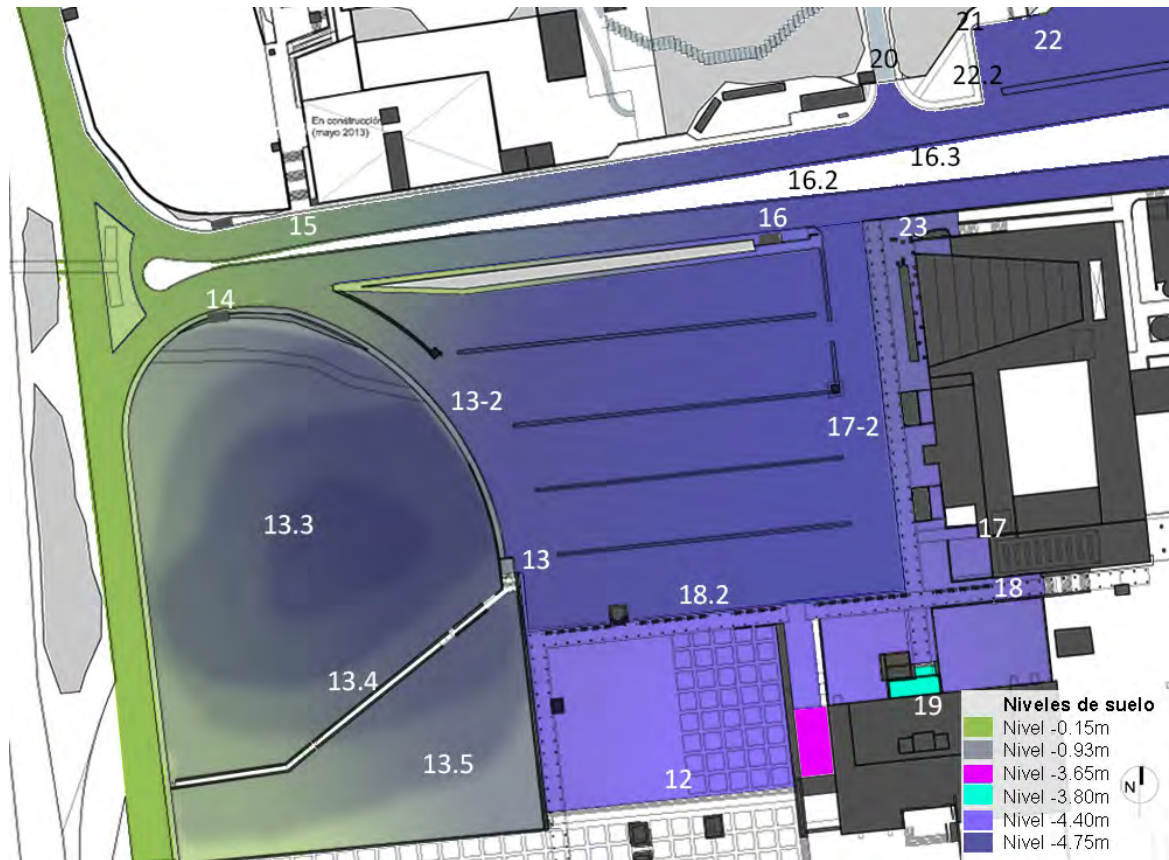 21
22
20
22.2
En construcción
(mayo 2013)
16.3
16.2
15
16
23
14
13-2
17-2
13.3
17
13
18.2
18
13.4
19
13.5
12
Niveles de suelo
Nivel -0.15m
Nivel -0.93m
Nivel -3.65m
Nivel -3.80m
Nivel -4.40m
Nivel -4.75m
N